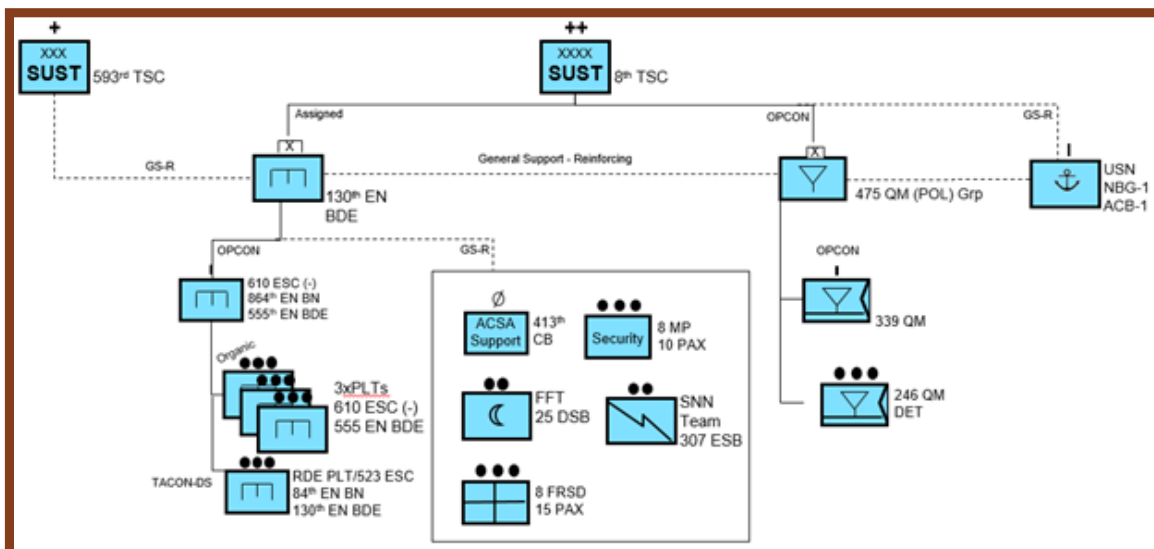 +
XXX
SUST
593rd TSC
++
XXXX
SUST
8th TSC
Assigned
OPCON
GS-R
GS-R
General Support - Reinforcing
X
130th EN
BDE
X
475 QM (POL) Grp
I
USN
NBG-1
ACB-1
OPCON
GS-R
OPCON
I
610 ESC (-)
864th EN BN
555th EN BDE
Organic
3xPLTs
610 ESC (-)
555 EN BDE
TACON-DS
RDE PLT/523 ESC
84th EN BN
130th EN BDE
Ø
ACSA
Support
413th
CB
Security
8 MP
10 PAX
FFT
25 DSB
SNN
Team
307 ESB
8 FRSD
15 PAX
I
339 QM
246 QM
DET